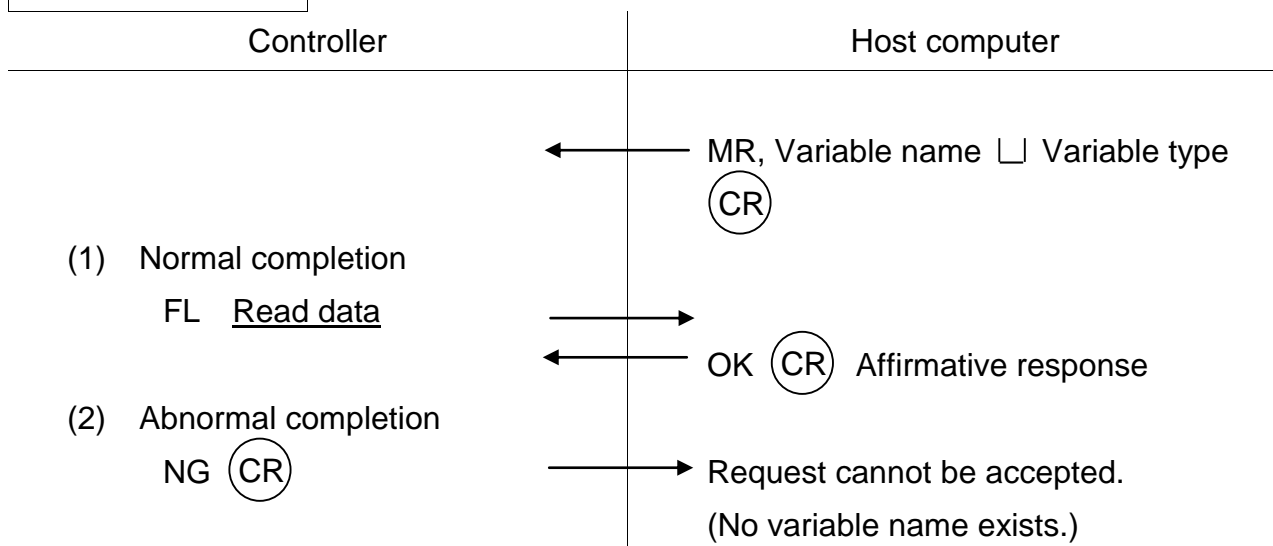 Controller Host computer
MR, Variable name ⌴ Variable type
CR
(1) Normal completion
FL Read data
OK CR Affirmative response
(2) Abnormal completion
NG CR Request cannot be accepted.
(No variable name exists.)